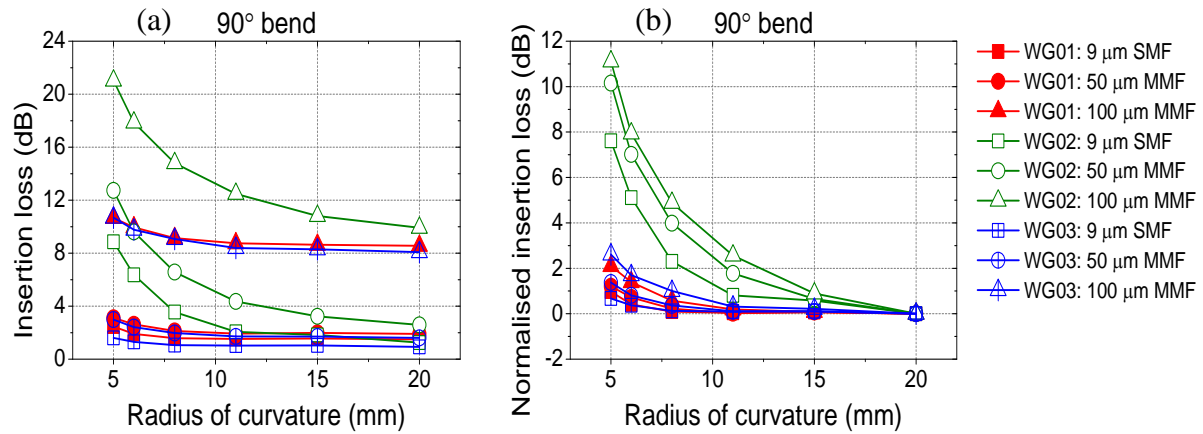 (a) 90° bend
Insertion loss (dB)
24
20
16
12
8
4
0
5 10 15 20
Radius of curvature (mm)
(b) 90° bend
Normalised insertion loss (dB)
12
10
8
6
4
2
0
-2
5 10 15 20
Radius of curvature (mm)
WG01: 9 μm SMF
WG01: 50 μm MMF
WG01: 100 μm MMF
WG02: 9 μm SMF
WG02: 50 μm MMF
WG02: 100 μm MMF
WG03: 9 μm SMF
WG03: 50 μm MMF
WG03: 100 μm MMF